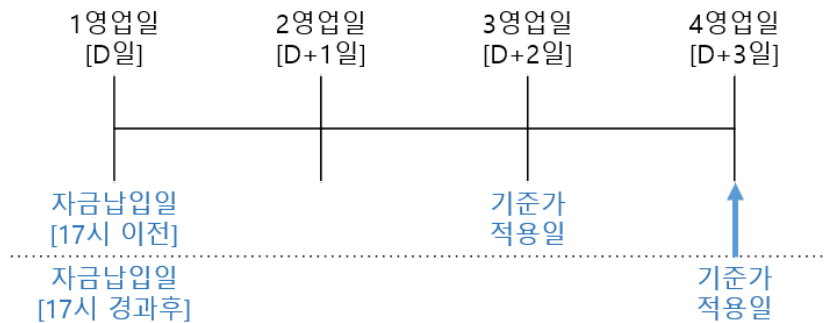 1영업일 2영업일 3영업일 4영업일
[D일] [D+1일] [D+2일] [D+3일]
자금납입일 기준가
[17시 이전] 적용일
자금납입일 기준가
[17시 경과후] 적용일